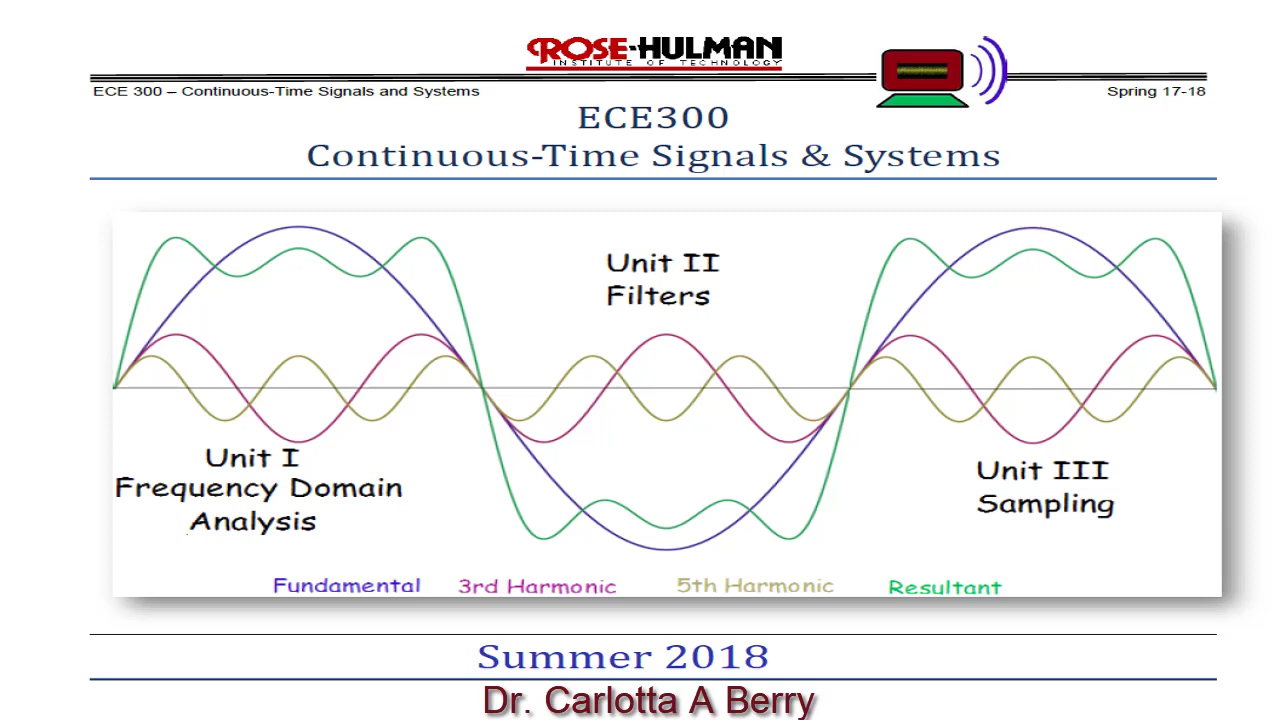 ROSE-HULMAN
INSTITUTE OF TECHNOLOGY
ECE 300 – Continuous-Time Signals and Systems
Spring 17-18
ECE300
Continuous-Time Signals & Systems
Unit II
Filters
Unit I
Frequency Domain
Analysis
Unit III
Sampling
Fundamental
3rd Harmonic
5th Harmonic
Resultant
Summer 2018
Dr. Carlotta A Berry